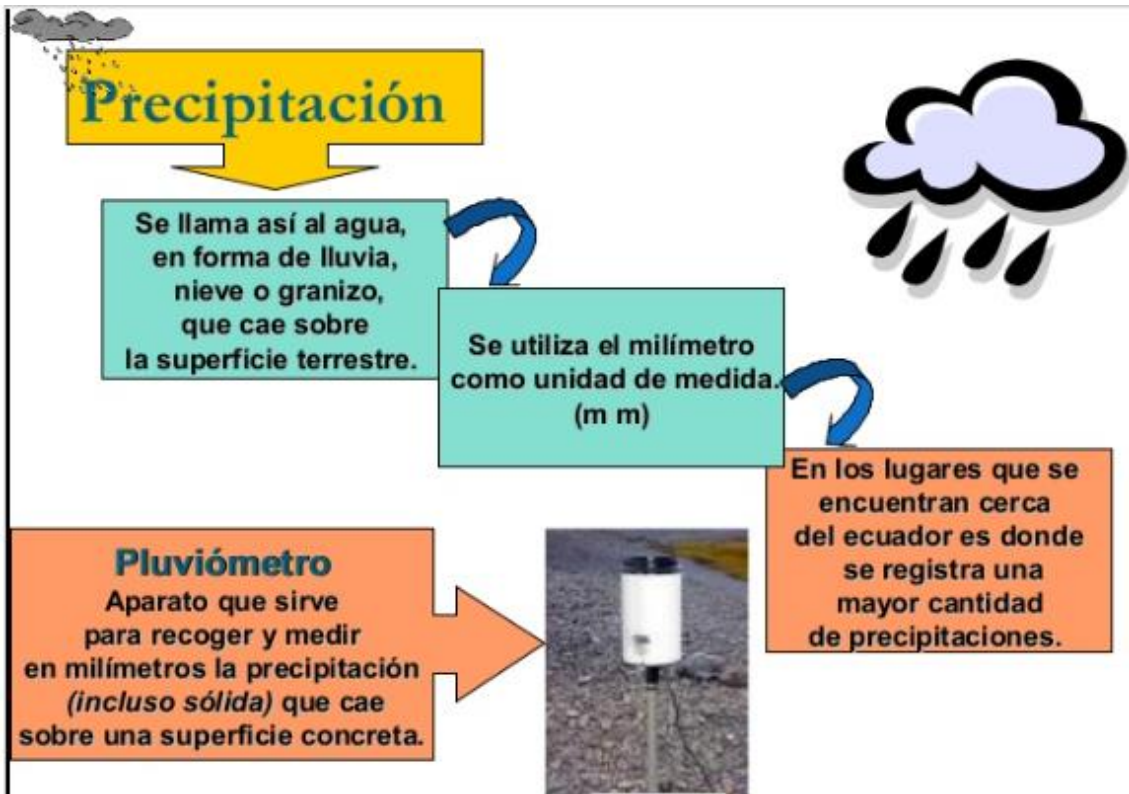 Precipitación
Se llama así al agua,
en forma de lluvia,
nieve o granizo,
que cae sobre
la superficie terrestre.
Se utiliza el milímetro
como unidad de medida.
(m m)
En los lugares que se
encuentran cerca
del ecuador es donde
se registra una
mayor cantidad
de precipitaciones.
Pluviómetro
Aparato que sirve
para recoger y medir
en milímetros la precipitación
(incluso sólida) que cae
sobre una superficie concreta.